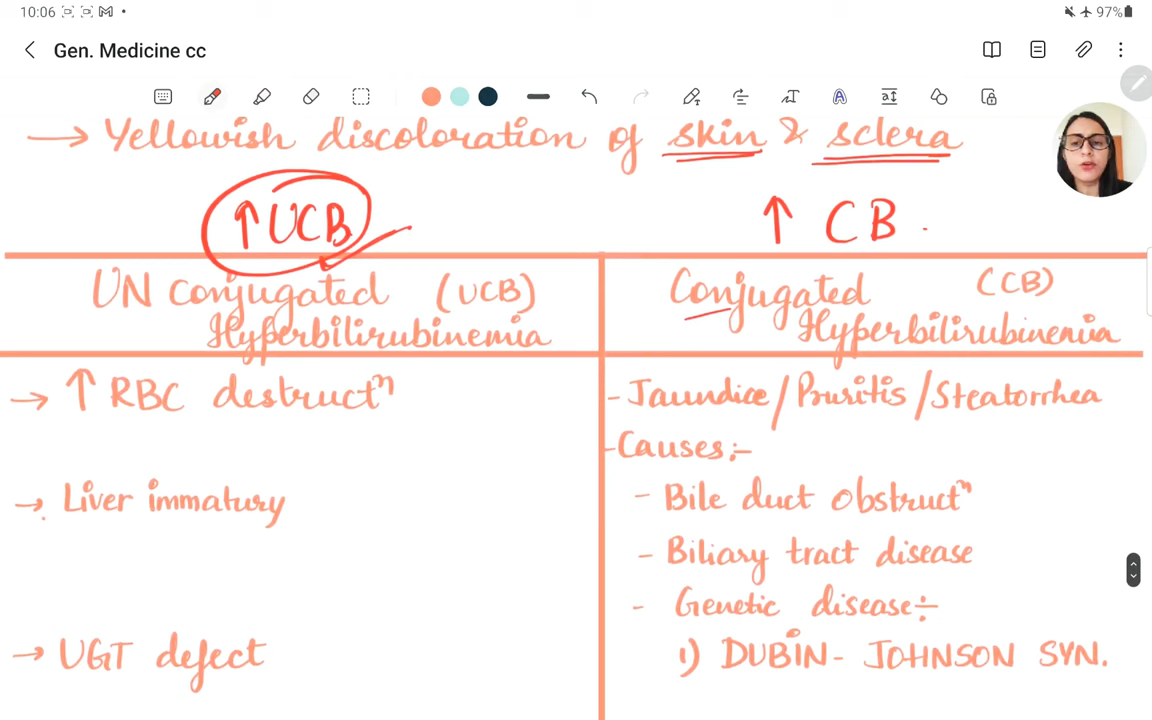 10:06
97%
Gen. Medicine cc
→ Yellowish discoloration of skin & sclera
↑ UCB
↑ CB .
UN Conjugated (UCB)
Hyperbilirubinemia
→ ↑ RBC destructⁿ
→ Liver immatury
→ UGT defect
Conjugated (CB)
Hyperbilirubinemia
- Jaundice / Pruritis / Steatorrhea
- Causes :-
- Bile duct obstructⁿ
- Biliary tract disease
- Genetic disease :-
1) DUBIN - JOHNSON SYN.